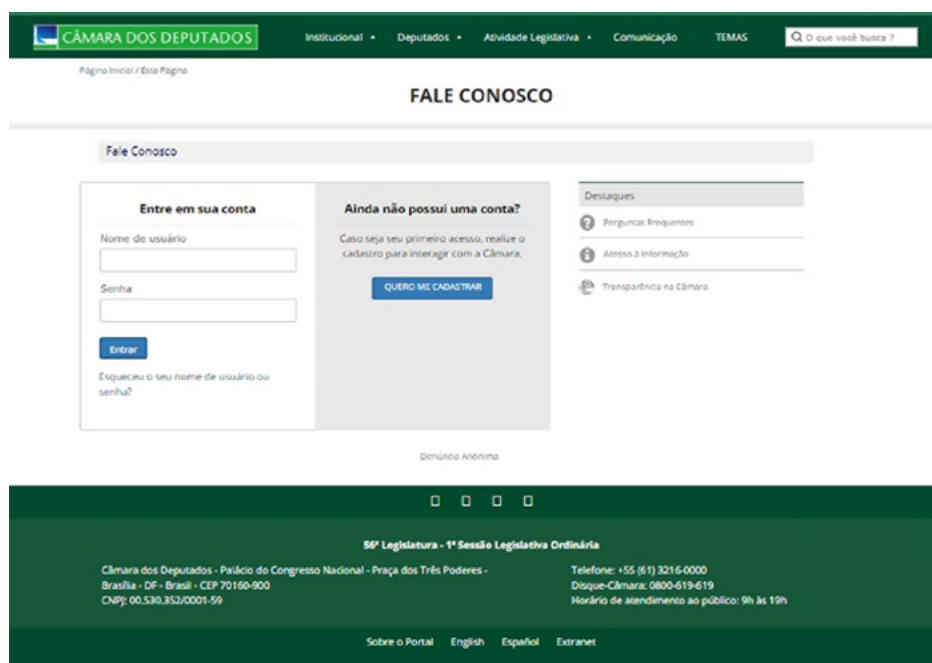 CÂMARA DOS DEPUTADOS
Institucional
Deputados
Atividade Legislativa
Comunicação
TEMAS
O que você busca ?
Página Inicial / Esta Página
FALE CONOSCO
Fale Conosco
Entre em sua conta
Nome de usuário
Senha
Entrar
Esqueceu o seu nome de usuário ou
senha?
Ainda não possui uma conta?
Caso seja seu primeiro acesso, realize o
cadastro para interagir com a Câmara.
QUERO ME CADASTRAR
Destaques
Perguntas Frequentes
Acesso à Informação
Transparência na Câmara
Denúncia Anônima
56ª Legislatura - 1ª Sessão Legislativa Ordinária
Câmara dos Deputados - Palácio do Congresso Nacional - Praça dos Três Poderes -
Brasília - DF - Brasil - CEP 70160-900
CNPJ: 00.530.352/0001-59
Telefone: +55 (61) 3216-0000
Disque-Câmara: 0800-619-619
Horário de atendimento ao público: 9h às 19h
Sobre o Portal
English
Español
Extranet